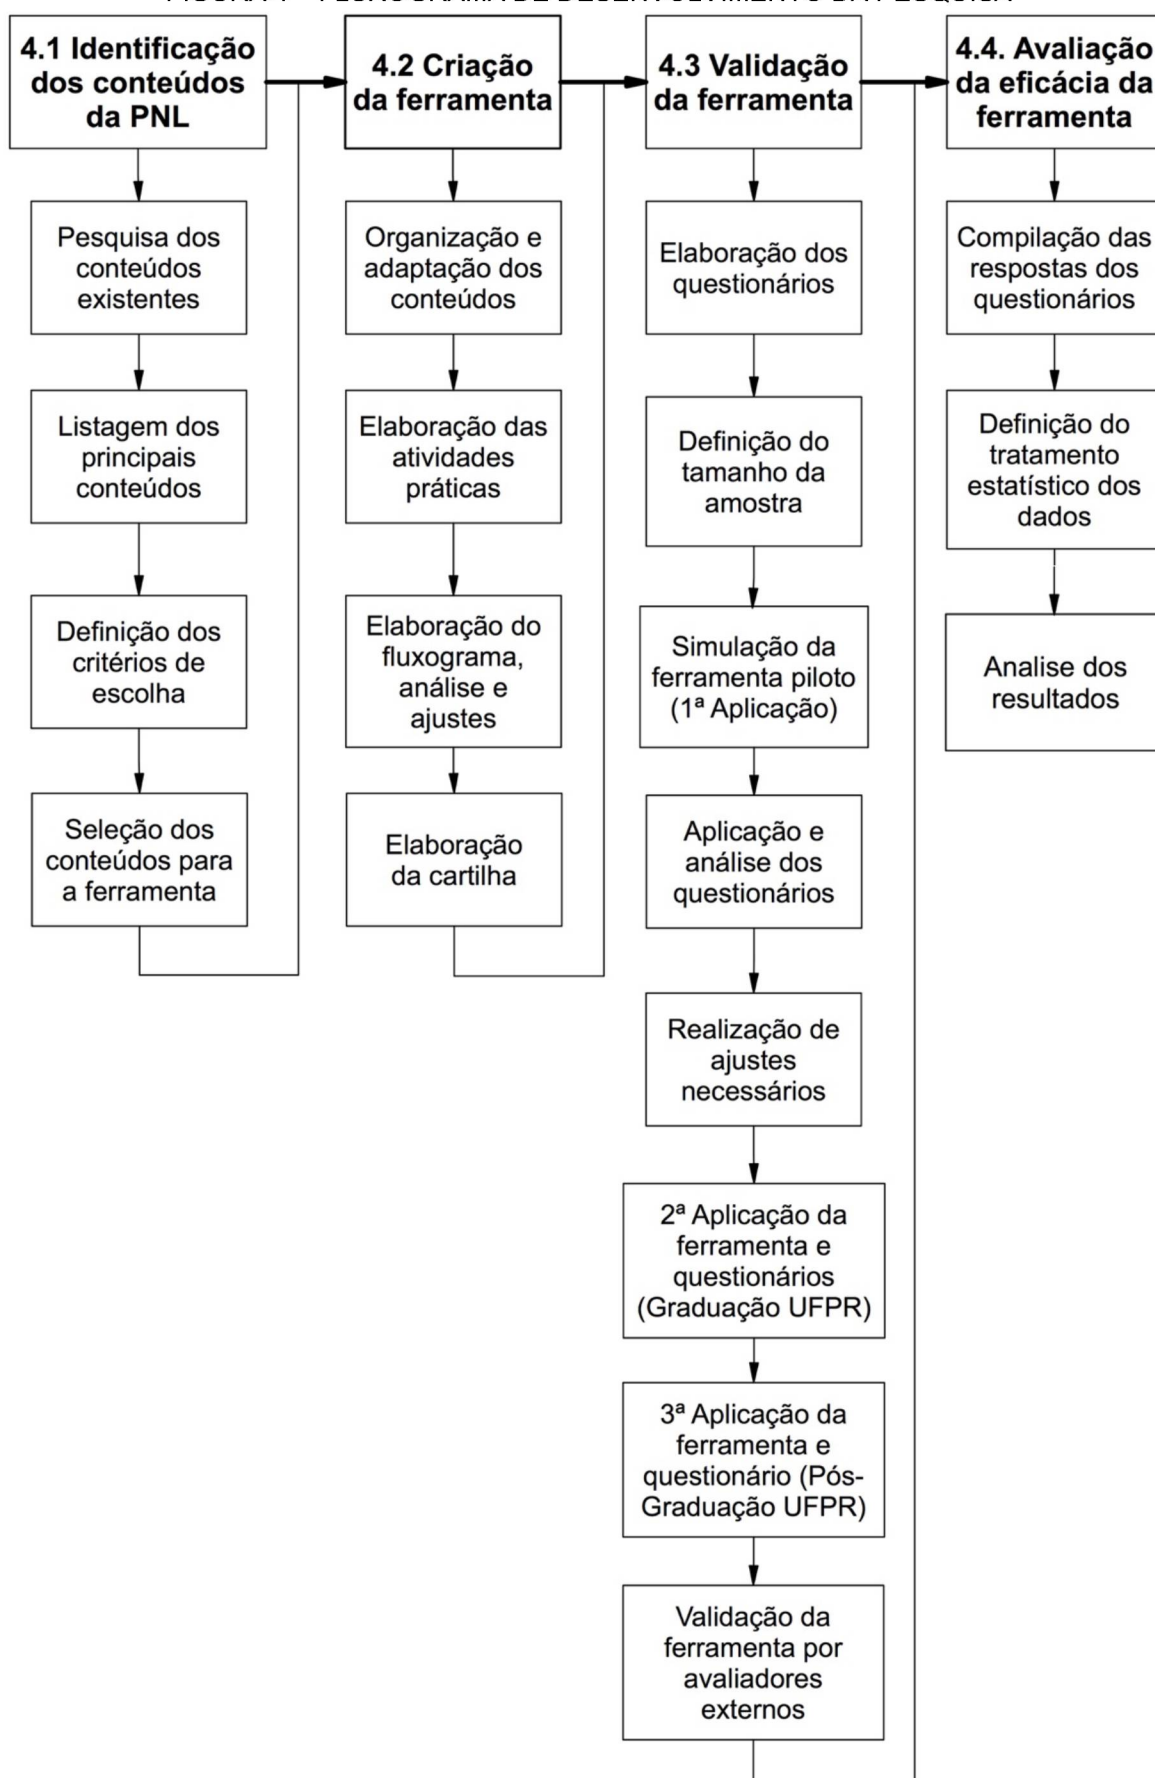 4.1 Identificação
dos conteúdos
da PNL
Pesquisa dos
conteúdos
existentes
Listagem dos
principais
conteúdos
Definição dos
critérios de
escolha
Seleção dos
conteúdos para
a ferramenta
4.2 Criação
da ferramenta
Organização e
adaptação dos
conteúdos
Elaboração das
atividades
práticas
Elaboração do
fluxograma,
análise e
ajustes
Elaboração
da cartilha
4.3 Validação
da ferramenta
Elaboração dos
questionários
Definição do
tamanho da
amostra
Simulação da
ferramenta piloto
(1ª Aplicação)
Aplicação e
análise dos
questionários
Realização de
ajustes
necessários
2ª Aplicação da
ferramenta e
questionários
(Graduação UFPR)
3ª Aplicação da
ferramenta e
questionário (Pós-
Graduação UFPR)
Validação da
ferramenta por
avaliadores
externos
4.4. Avaliação
da eficácia da
ferramenta
Compilação das
respostas dos
questionários
Definição do
tratamento
estatístico dos
dados
Analise dos
resultados